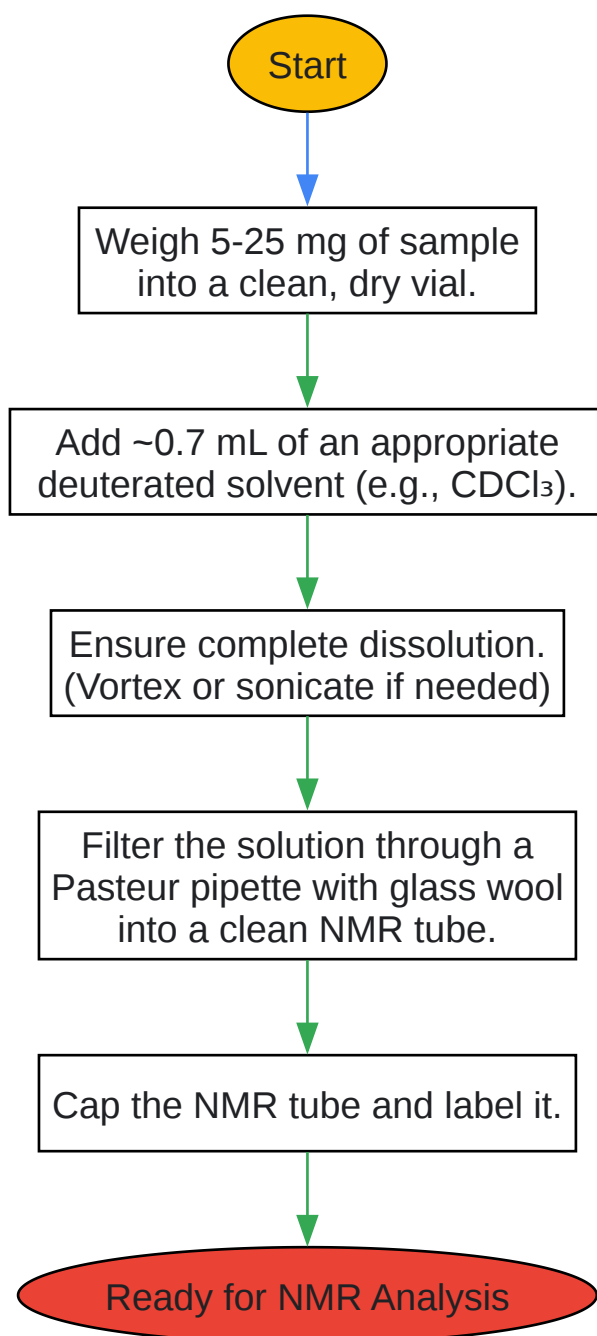 Start
Weigh 5-25 mg of sample
into a clean, dry vial.
Add ~0.7 mL of an appropriate
deuterated solvent (e.g., CDCl₃).
Ensure complete dissolution.
(Vortex or sonicate if needed)
Filter the solution through a
Pasteur pipette with glass wool
into a clean NMR tube.
Cap the NMR tube and label it.
Ready for NMR Analysis